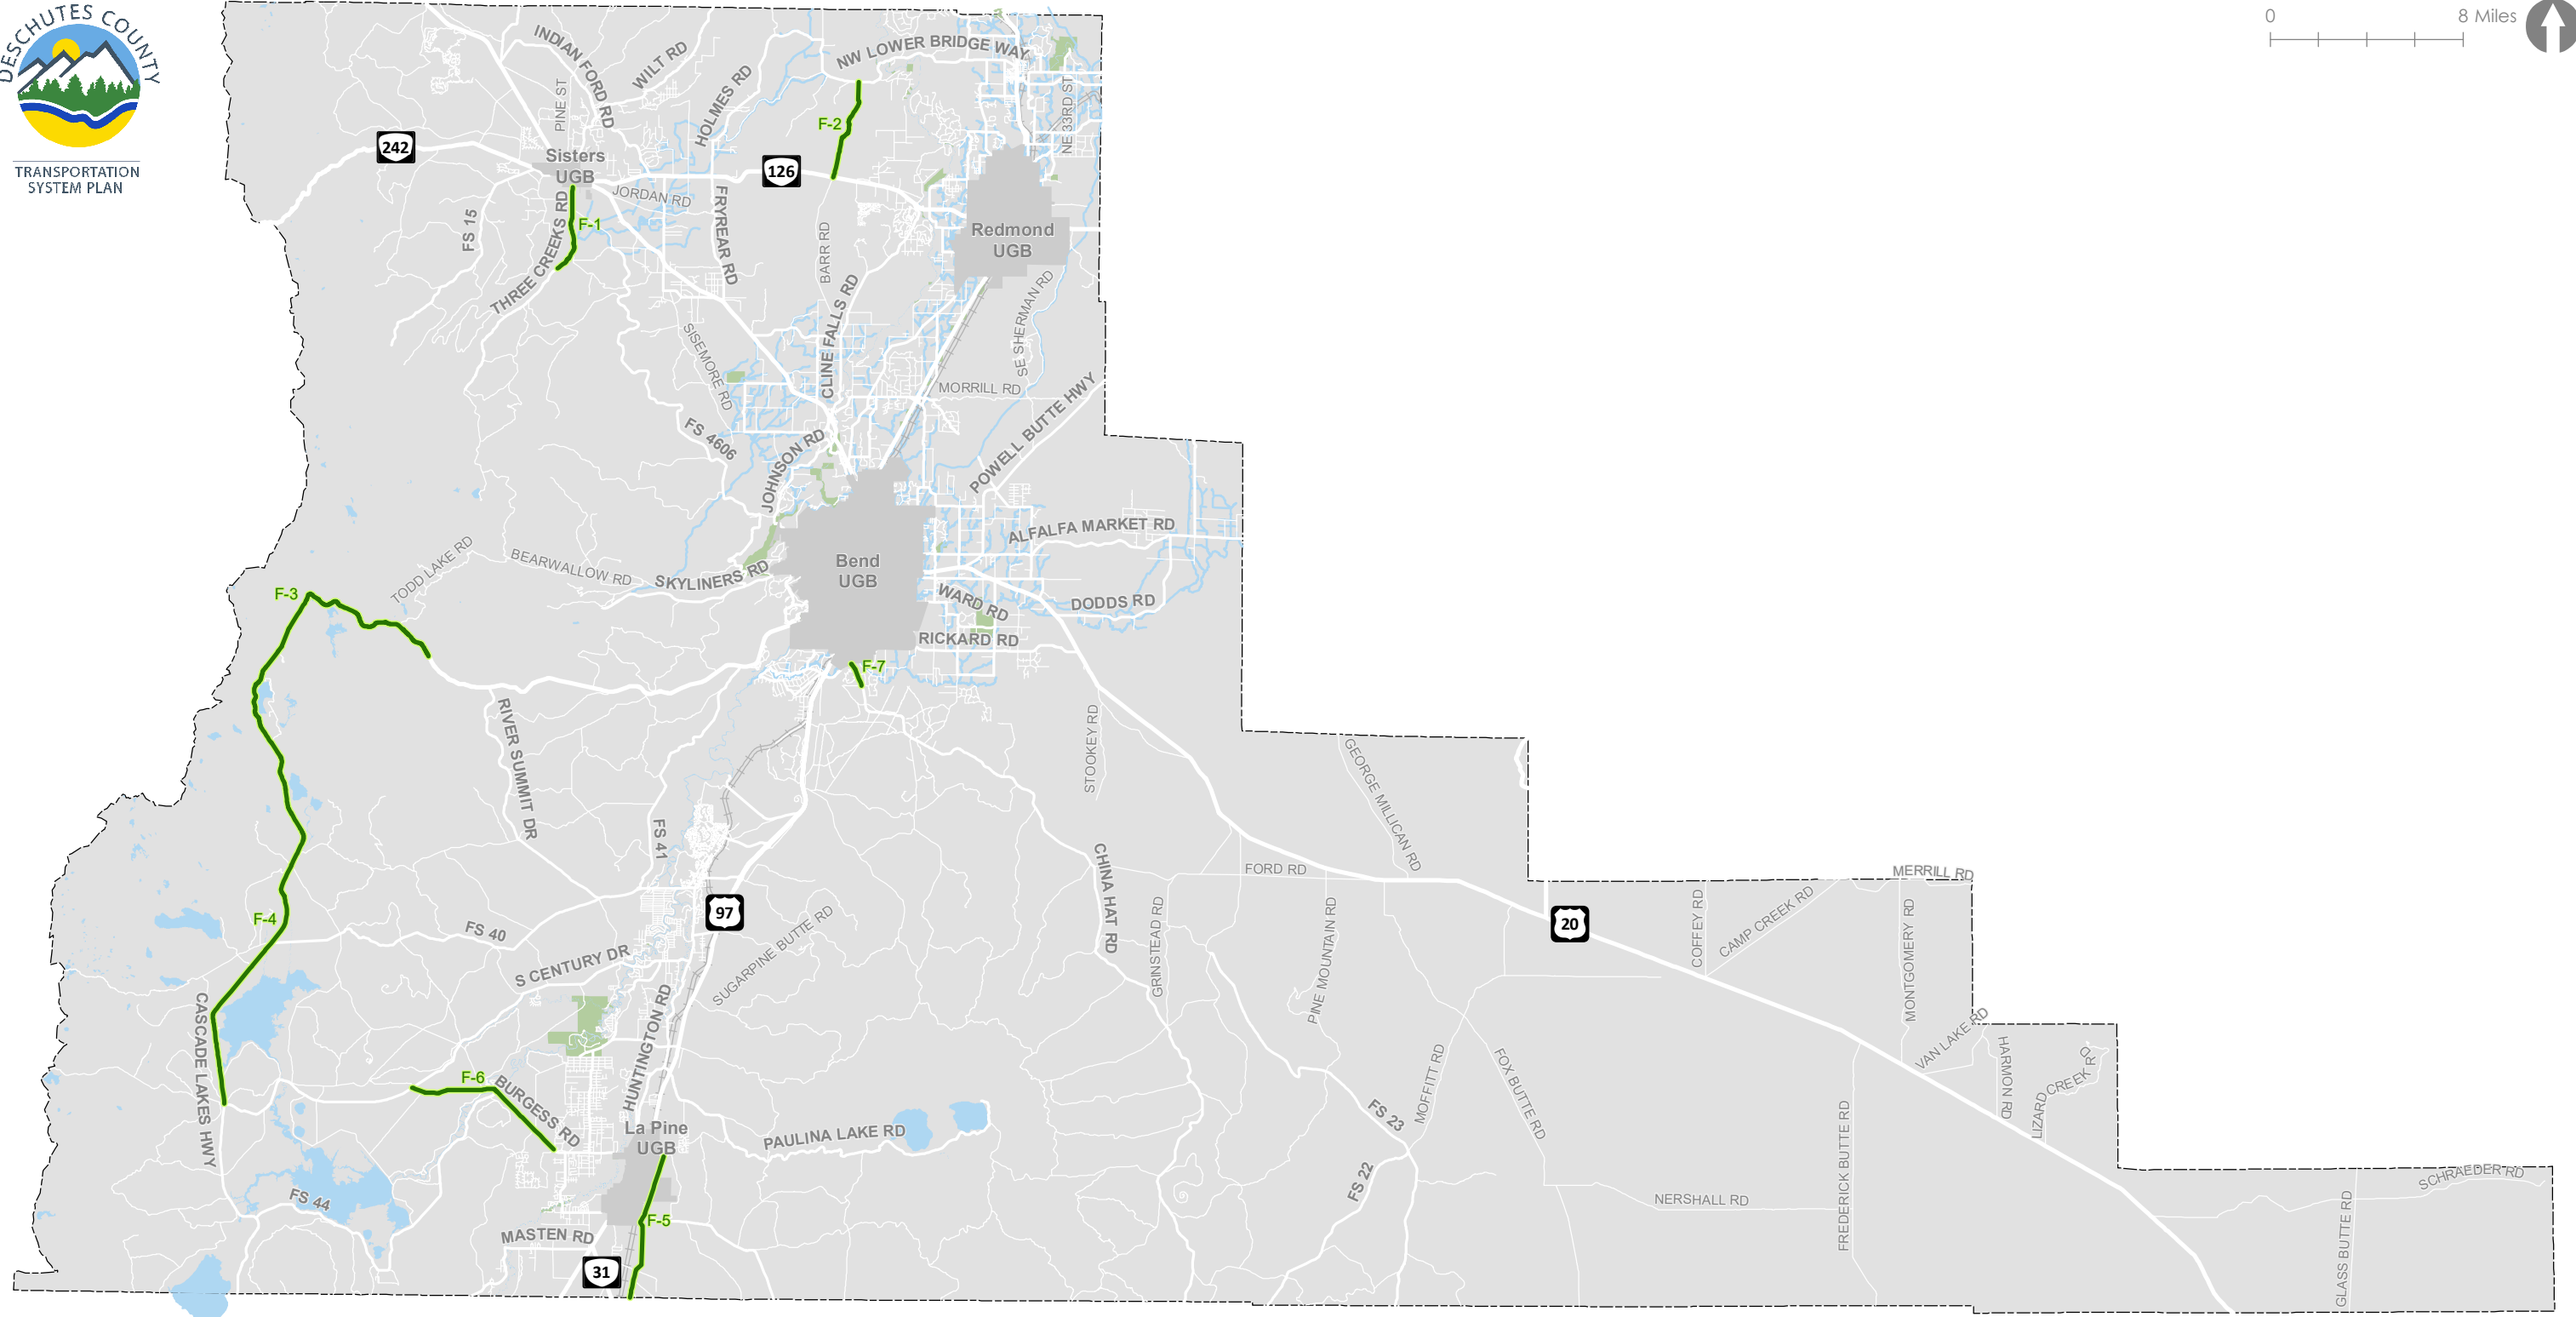 DESCHUTES COUNTY
TRANSPORTATION
SYSTEM PLAN
0 8 Miles
INDIAN FORD RD
WILT RD
PINE ST
HOLMES RD
NW LOWER BRIDGE WAY
NE 33RD ST
F-2
242
126
Sisters
UGB
JORDAN RD
FRYREAR RD
FS 15
THREE CREEKS RD
F-1
BARR RD
Redmond
UGB
CLINE FALLS RD
SE SHERMAN RD
SISEMORE RD
MORRILL RD
POWELL BUTTE HWY
FS 4606
JOHNSON RD
ALFALFA MARKET RD
TODD LAKE RD
BEARWALLOW RD
SKYLINERS RD
Bend
UGB
WARD RD
DODDS RD
RICKARD RD
F-3
F-7
RIVER SUMMIT DR
STOOKEY RD
GEORGE MILLICAN RD
FS 41
CHINA HAT RD
FORD RD
MERRILL RD
97
20
F-4
FS 40
S CENTURY DR
SUGARPINE BUTTE RD
GRINSTEAD RD
PINE MOUNTAIN RD
COFFEY RD
CAMP CREEK RD
MONTGOMERY RD
CASCADE LAKES HWY
HUNTINGTON RD
VAN LAKE RD
HARMON RD
LIZARD CREEK RD
F-6
BURGESS RD
MOFFITT RD
FOX BUTTE RD
FS 23
FREDERICK BUTTE RD
La Pine
UGB
PAULINA LAKE RD
FS 22
FS 44
NERSHALL RD
SCHRAEDER RD
GLASS BUTTE RD
F-5
MASTEN RD
31